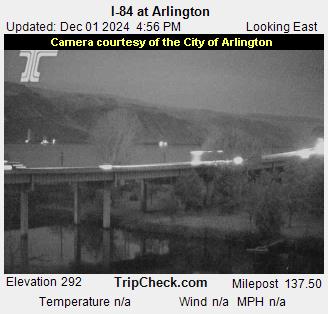 I-84 at Arlington
Updated: Dec 01 2024 4:56 PM Looking East
Camera courtesy of the City of Arlington
Elevation 292 TripCheck.com Milepost 137.50
Temperature n/a Wind n/a MPH n/a